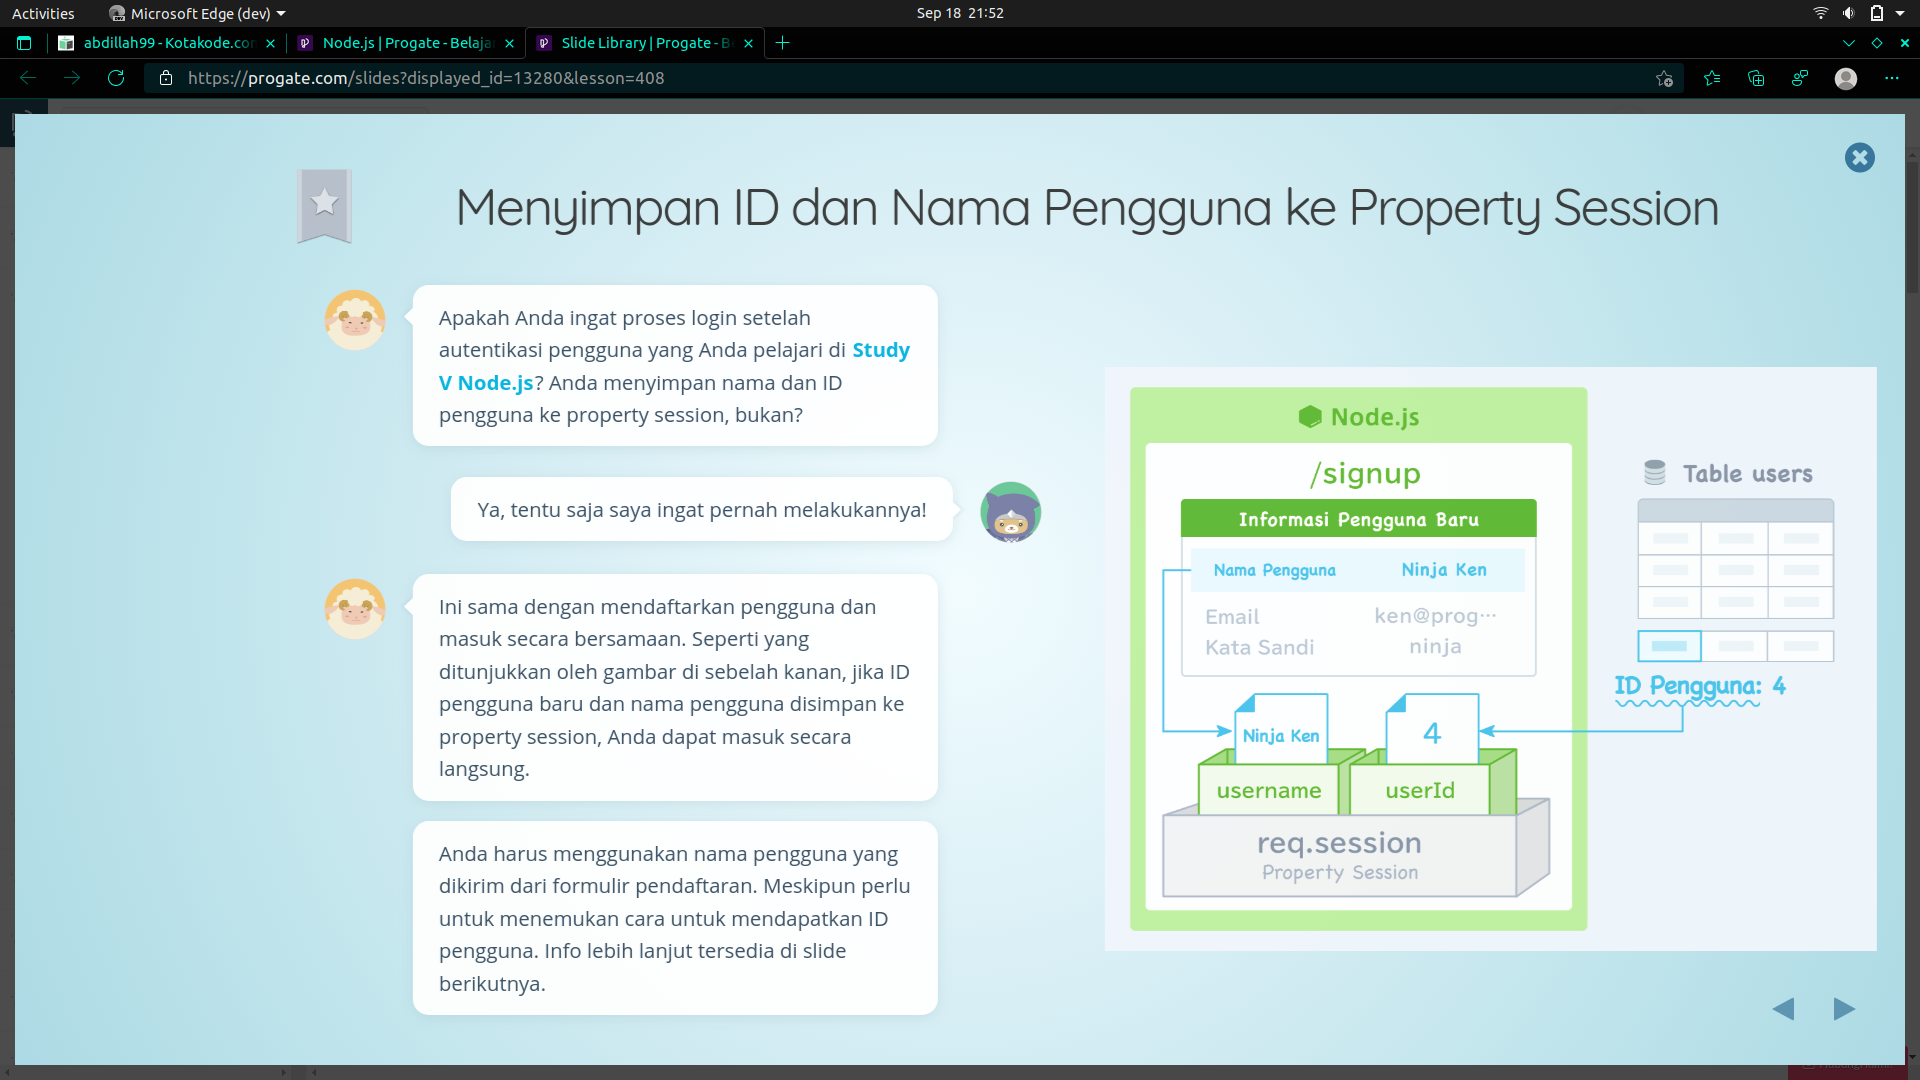 Activities
Microsoft Edge (dev)
Sep 18 21:52
abdillah99 - Kotakode.con
Node.js | Progate - Belaja
Slide Library | Progate - Be
https://progate.com/slides?displayed_id=13280&lesson=408
Menyimpan ID dan Nama Pengguna ke Property Session
Apakah Anda ingat proses login setelah
autentikasi pengguna yang Anda pelajari di Study
V Node.js? Anda menyimpan nama dan ID
pengguna ke property session, bukan?
Ya, tentu saja saya ingat pernah melakukannya!
Ini sama dengan mendaftarkan pengguna dan
masuk secara bersamaan. Seperti yang
ditunjukkan oleh gambar di sebelah kanan, jika ID
pengguna baru dan nama pengguna disimpan ke
property session, Anda dapat masuk secara
langsung.
Anda harus menggunakan nama pengguna yang
dikirim dari formulir pendaftaran. Meskipun perlu
untuk menemukan cara untuk mendapatkan ID
pengguna. Info lebih lanjut tersedia di slide
berikutnya.
Node.js
/signup
Informasi Pengguna Baru
Nama Pengguna Ninja Ken
Email ken@prog…
Kata Sandi ninja
Ninja Ken
4
username
userId
req.session
Property Session
Table users
ID Pengguna: 4